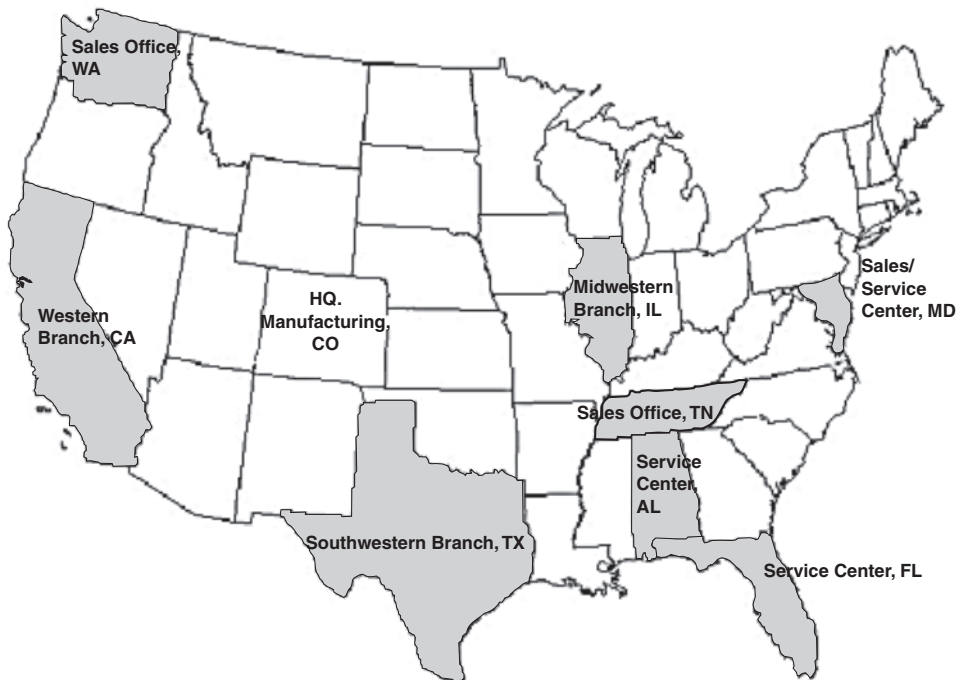 Sales Office,
WA
HQ.
Manufacturing,
CO
Western
Branch, CA
Midwestern
Branch, IL
Sales/
Service
Center, MD
Sales Office, TN
Service
Center,
AL
Southwestern Branch, TX
Service Center, FL